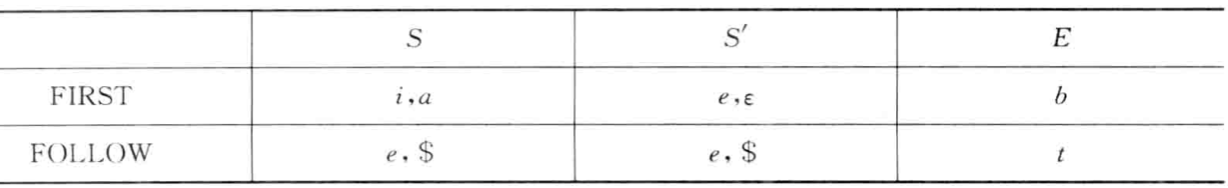 S S′ E
FIRST i,a e,ε b
FOLLOW e, $ e, $ t